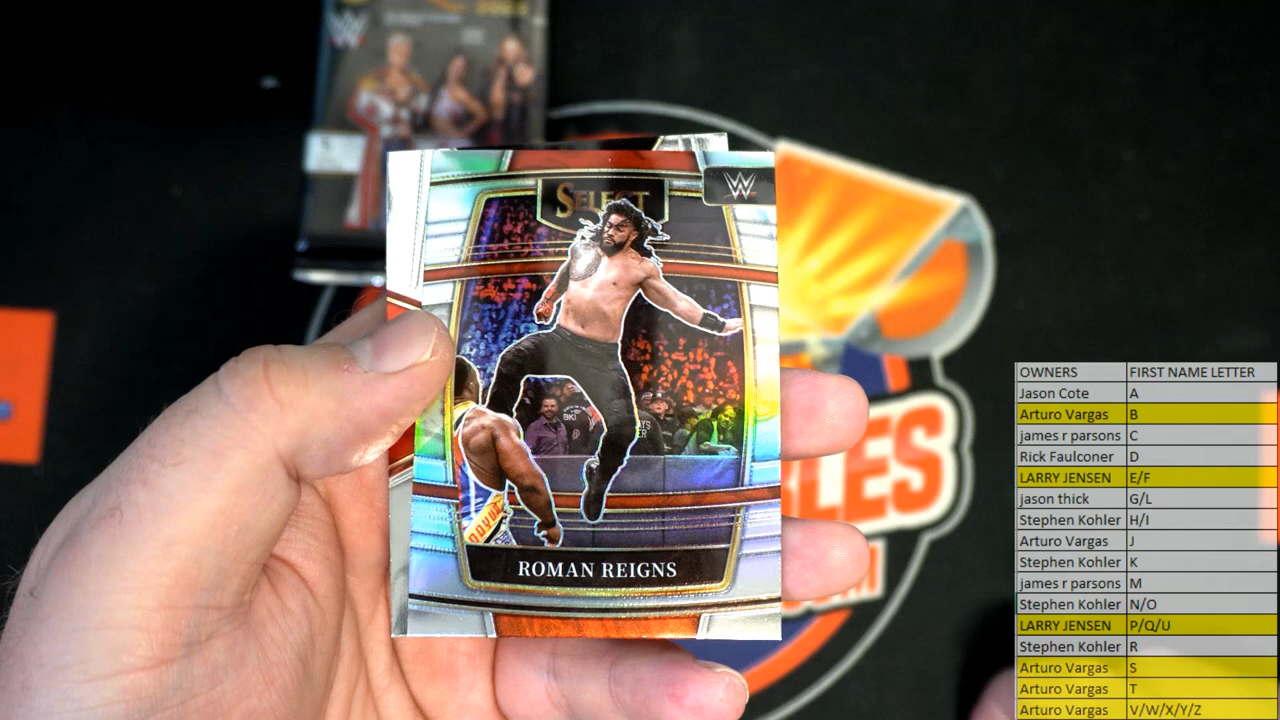 SELECT
W
ROMAN REIGNS
BLES
OWNERS FIRST NAME LETTER
Jason Cote A
Arturo Vargas B
james r parsons C
Rick Faulconer D
LARRY JENSEN E/F
jason thick G/L
Stephen Kohler H/I
Arturo Vargas J
Stephen Kohler K
james r parsons M
Stephen Kohler N/O
LARRY JENSEN P/Q/U
Stephen Kohler R
Arturo Vargas S
Arturo Vargas T
Arturo Vargas V/W/X/Y/Z